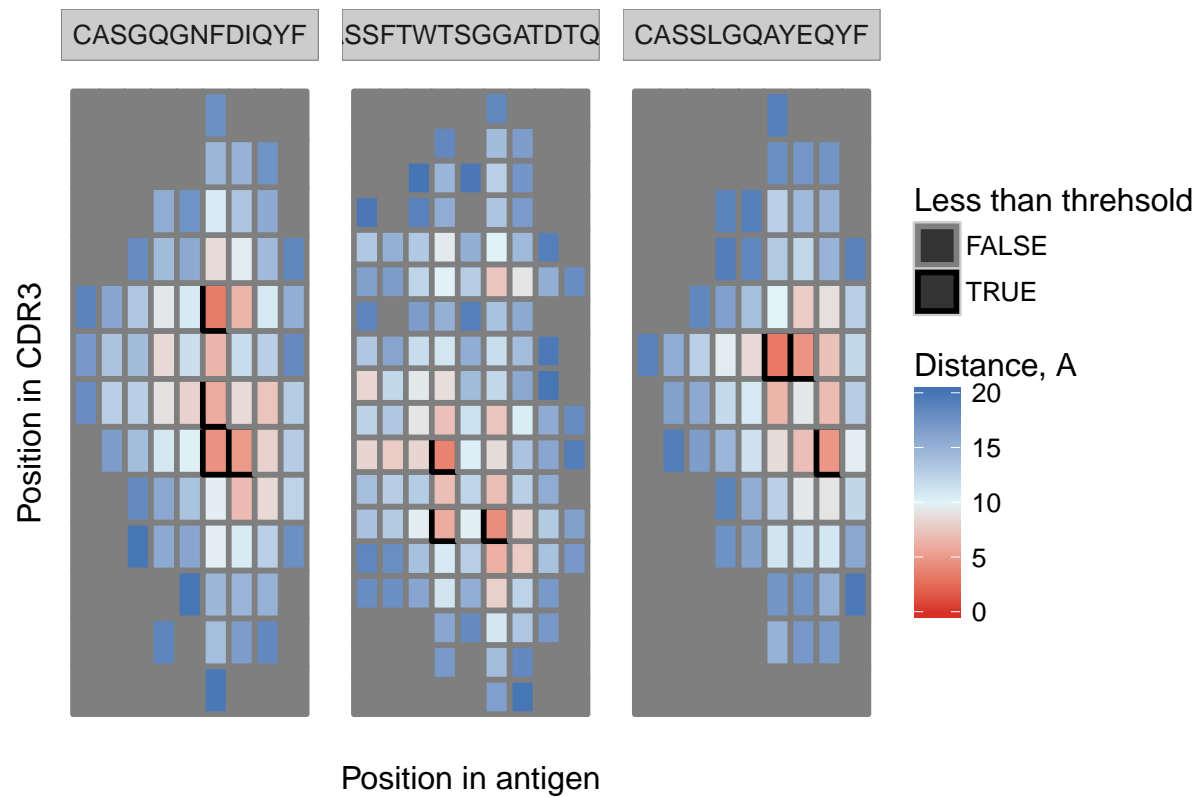 CASGQGNFDIQYF
SSFTWTSGGATDTQ
CASSLGQAYEQYF
Position in CDR3
Position in antigen
Less than threhsold
FALSE
TRUE
Distance, A
20
15
10
5
0